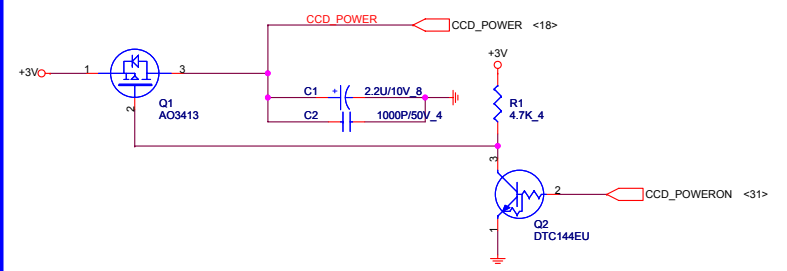 CCD_POWER
CCD_POWER <18>
+3V
+3V
1
3
C1
+
2.2U/10V_8
Q1
AO3413
2
C2
1000P/50V_4
R1
4.7K_4
3
2
CCD_POWERON <31>
1
Q2
DTC144EU